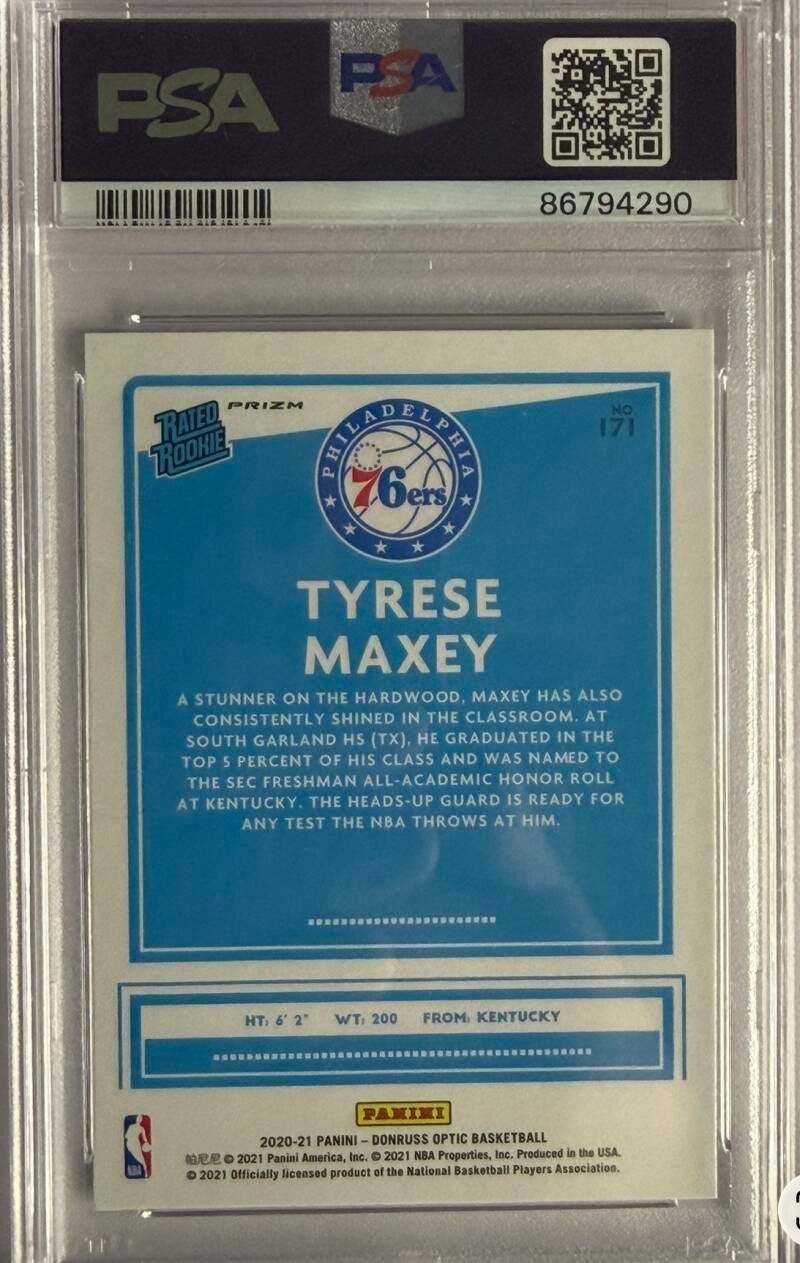 PSA
PSA
86794290
RATED
ROOKIE
PRIZM
NO.
171
PHILADELPHIA
76ers
TYRESE
MAXEY
A STUNNER ON THE HARDWOOD, MAXEY HAS ALSO
CONSISTENTLY SHINED IN THE CLASSROOM. AT
SOUTH GARLAND HS (TX), HE GRADUATED IN THE
TOP 5 PERCENT OF HIS CLASS AND WAS NAMED TO
THE SEC FRESHMAN ALL-ACADEMIC HONOR ROLL
AT KENTUCKY. THE HEADS-UP GUARD IS READY FOR
ANY TEST THE NBA THROWS AT HIM.
HT: 6' 2" WT: 200 FROM: KENTUCKY
PANINI
NBA
2020-21 PANINI – DONRUSS OPTIC BASKETBALL
帕尼尼 © 2021 Panini America, Inc. © 2021 NBA Properties, Inc. Produced in the USA.
© 2021 Officially licensed product of the National Basketball Players Association.